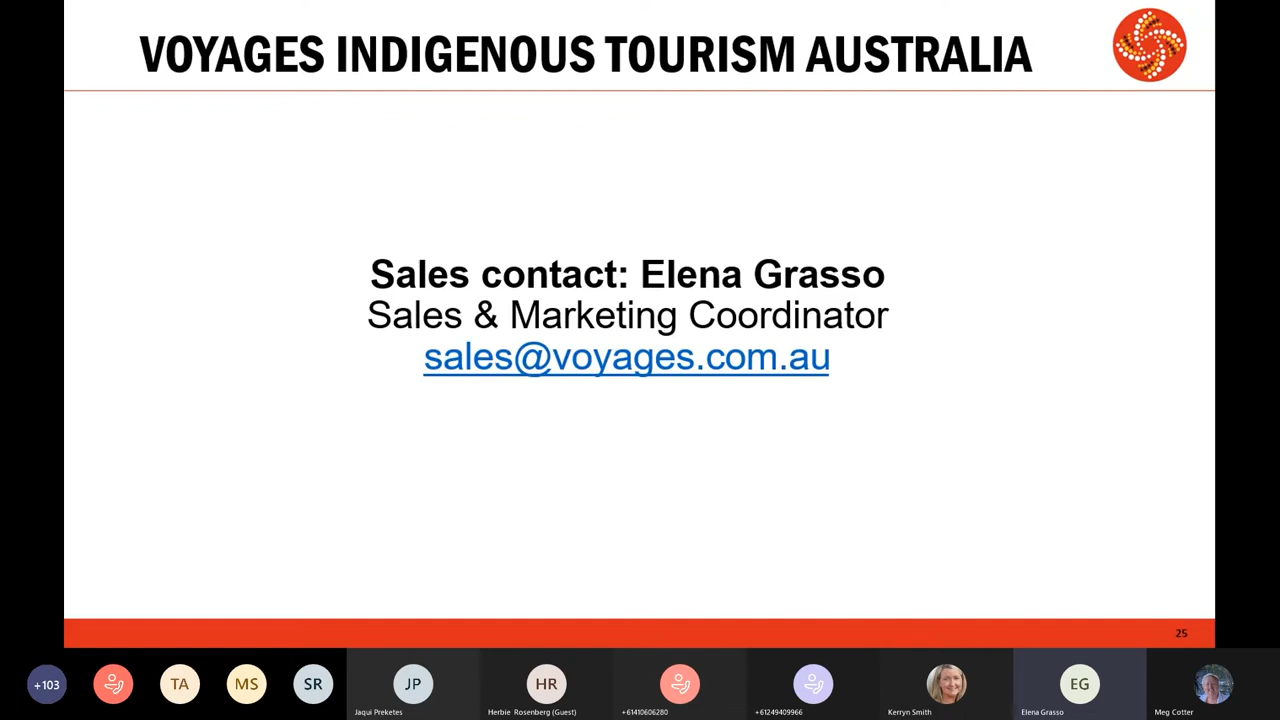 VOYAGES INDIGENOUS TOURISM AUSTRALIA
Sales contact: Elena Grasso
Sales & Marketing Coordinator
sales@voyages.com.au
25
+103
TA
MS
SR
JP
HR
EG
Jaqui Preketes
Herbie Rosenberg (Guest)
+61410606280
+61249409966
Kerryn Smith
Elena Grasso
Meg Cotter